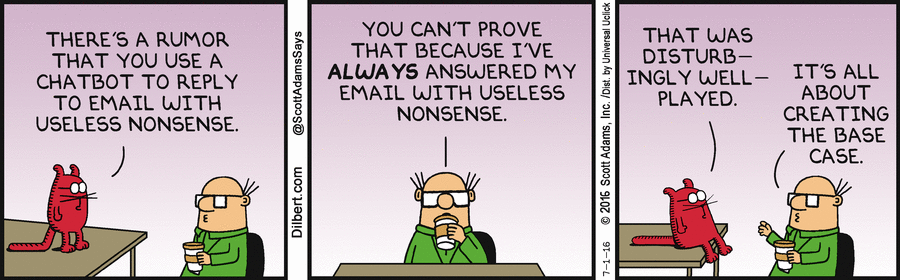 THERE'S A RUMOR
THAT YOU USE A
CHATBOT TO REPLY
TO EMAIL WITH
USELESS NONSENSE.
Dilbert.com
@ScottAdamsSays
YOU CAN'T PROVE
THAT BECAUSE I'VE
ALWAYS ANSWERED MY
EMAIL WITH USELESS
NONSENSE.
7-1-16 © 2016 Scott Adams, Inc. /Dist. by Universal Uclick
THAT WAS
DISTURB-
INGLY WELL-
PLAYED.
IT'S ALL
ABOUT
CREATING
THE BASE
CASE.